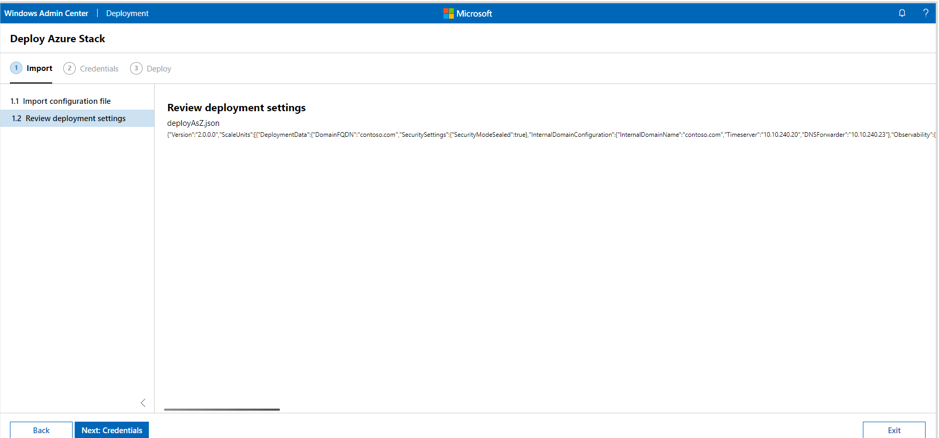 Windows Admin Center | Deployment
Microsoft
?
Deploy Azure Stack
1 Import
2 Credentials
3 Deploy
1.1 Import configuration file
1.2 Review deployment settings
Review deployment settings
deployAsZ.json
{"Version":"2.0.0.0","ScaleUnits":[{"DeploymentData":{"DomainFQDN":"contoso.com","SecuritySettings":{"SecurityModeSealed":true},"InternalDomainConfiguration":{"InternalDomainName":"contoso.com","Timeserver":"10.10.240.20","DNSForwarder":"10.10.240.23"},"Observability":{
Back
Next: Credentials
Exit